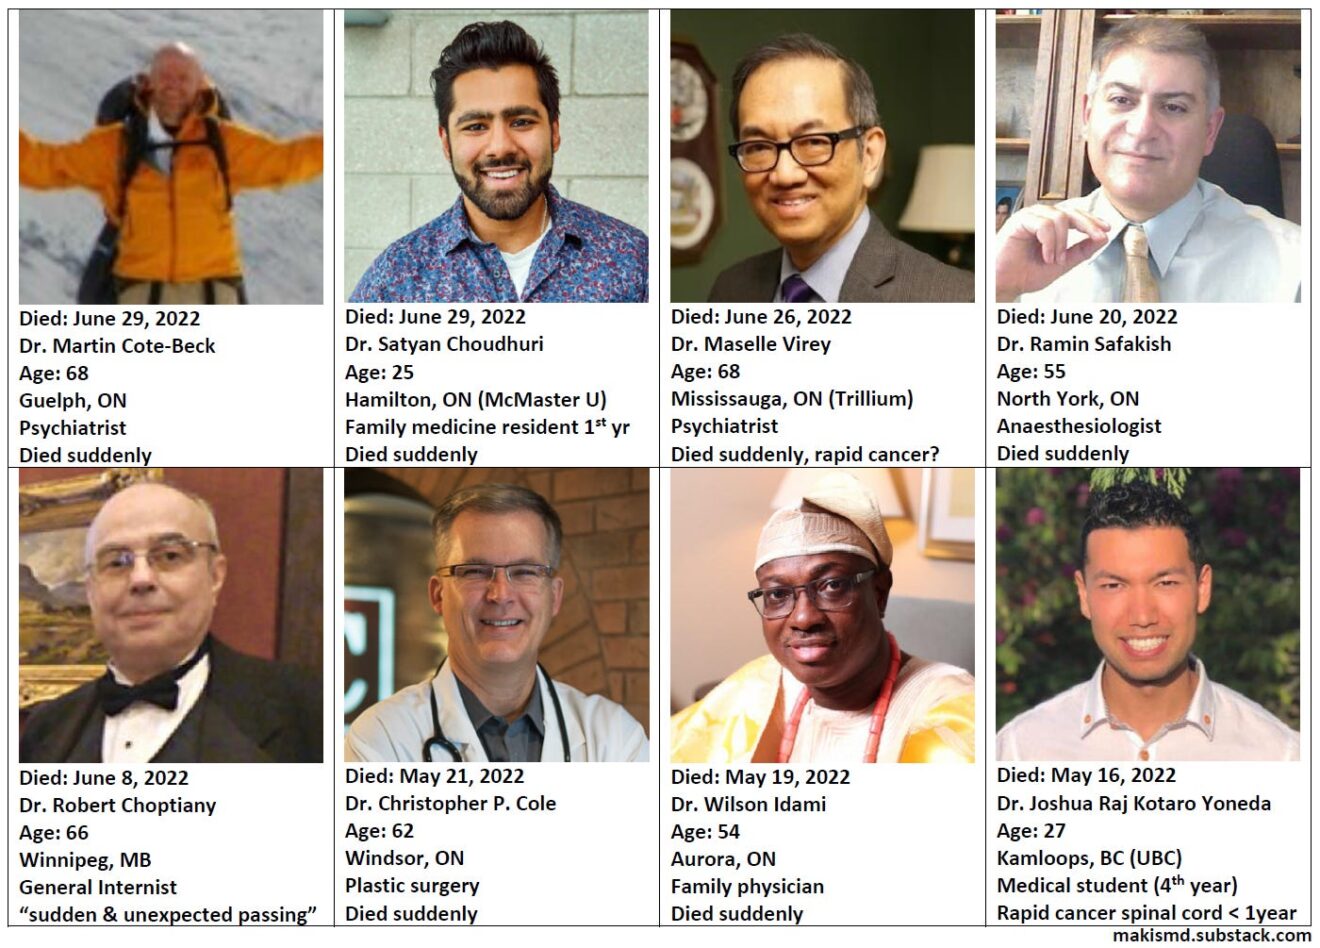 Died: June 29, 2022
Dr. Martin Cote-Beck
Age: 68
Guelph, ON
Psychiatrist
Died suddenly
Died: June 29, 2022
Dr. Satyan Choudhuri
Age: 25
Hamilton, ON (McMaster U)
Family medicine resident 1st yr
Died suddenly
Died: June 26, 2022
Dr. Maselle Virey
Age: 68
Mississauga, ON (Trillium)
Psychiatrist
Died suddenly, rapid cancer?
Died: June 20, 2022
Dr. Ramin Safakish
Age: 55
North York, ON
Anaesthesiologist
Died suddenly
Died: June 8, 2022
Dr. Robert Choptiany
Age: 66
Winnipeg, MB
General Internist
“sudden & unexpected passing”
Died: May 21, 2022
Dr. Christopher P. Cole
Age: 62
Windsor, ON
Plastic surgery
Died suddenly
Died: May 19, 2022
Dr. Wilson Idami
Age: 54
Aurora, ON
Family physician
Died suddenly
Died: May 16, 2022
Dr. Joshua Raj Kotaro Yoneda
Age: 27
Kamloops, BC (UBC)
Medical student (4th year)
Rapid cancer spinal cord < 1year
makismd.substack.com